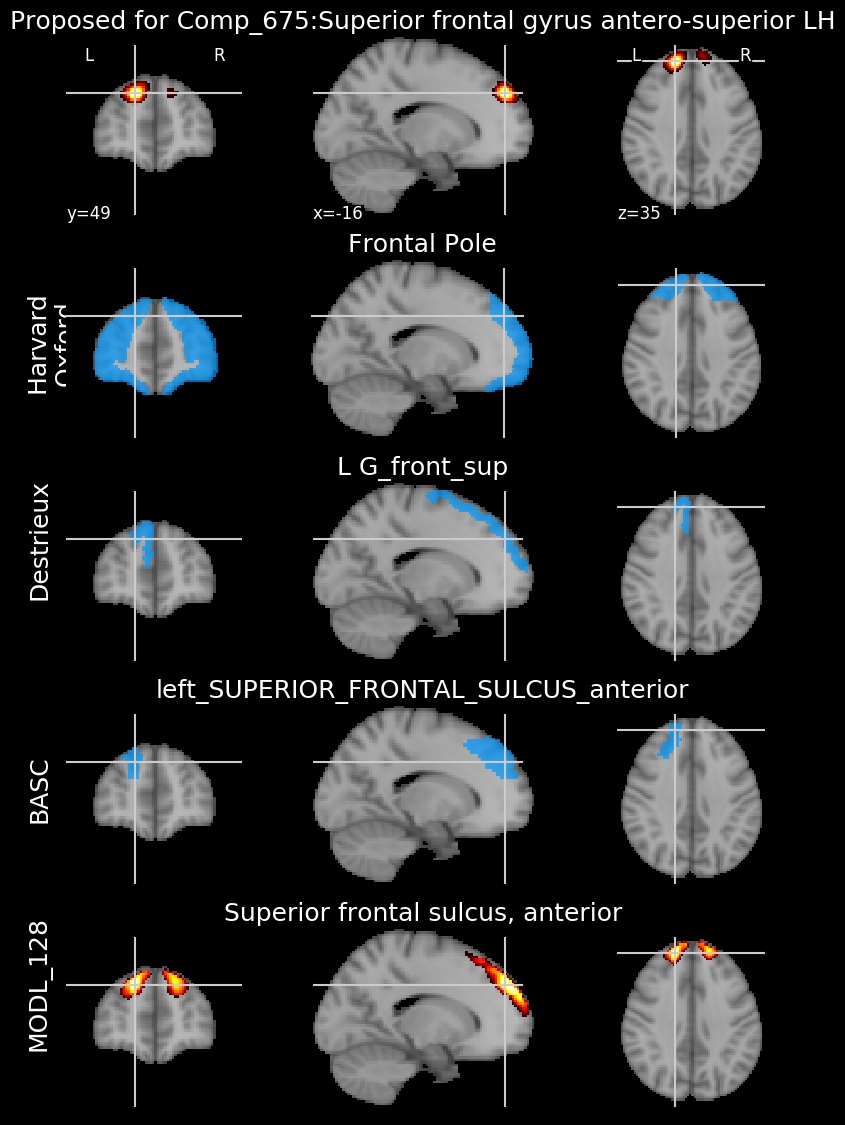 Proposed for Comp_675:Superior frontal gyrus antero-superior LH
L R
L R
y=49 x=-16 z=35
Frontal Pole
Harvard
Oxford
L G_front_sup
Destrieux
left_SUPERIOR_FRONTAL_SULCUS_anterior
BASC
Superior frontal sulcus, anterior
MODL_128